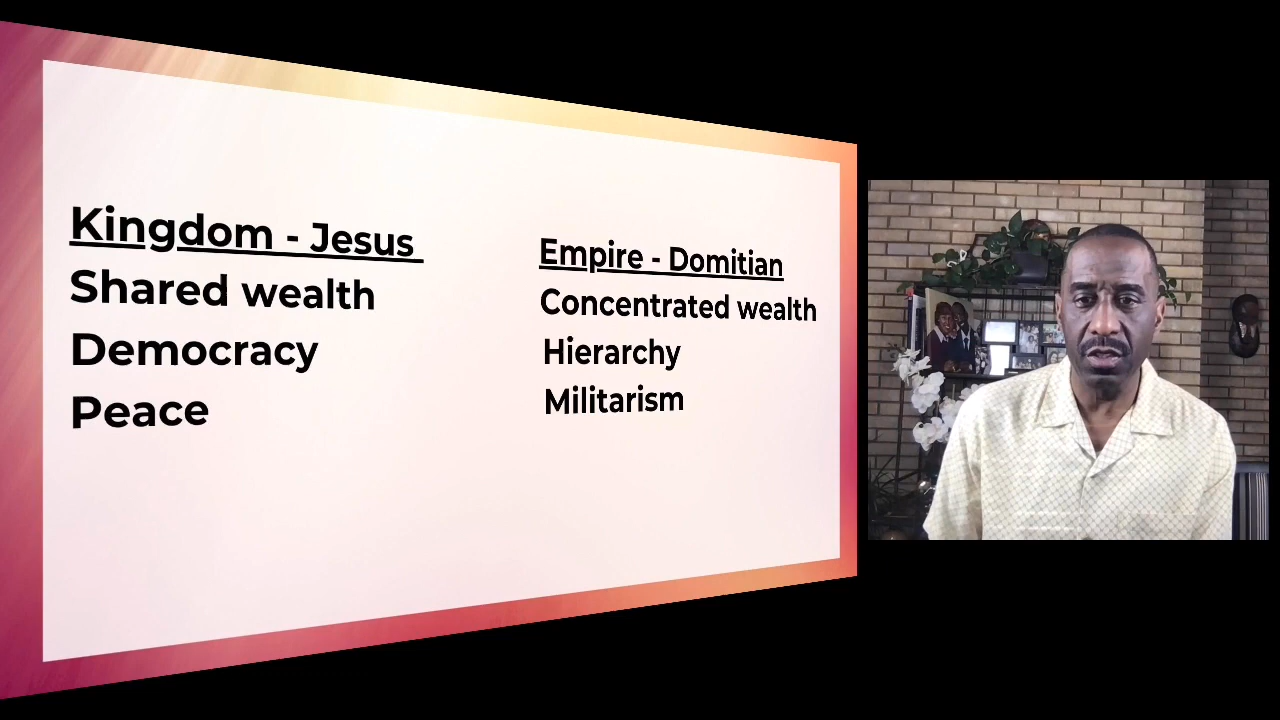 Kingdom - Jesus
Shared wealth
Democracy
Peace
Empire - Domitian
Concentrated wealth
Hierarchy
Militarism